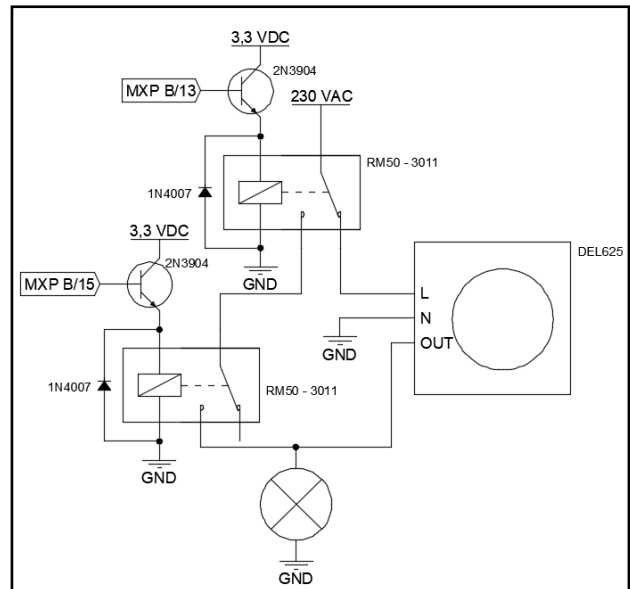 3,3 VDC
2N3904
MXP B/13
230 VAC
RM50 - 3011
1N4007
DEL625
3,3 VDC
2N3904
GND
MXP B/15
L
N
GND
OUT
1N4007
RM50 - 3011
GND
GND